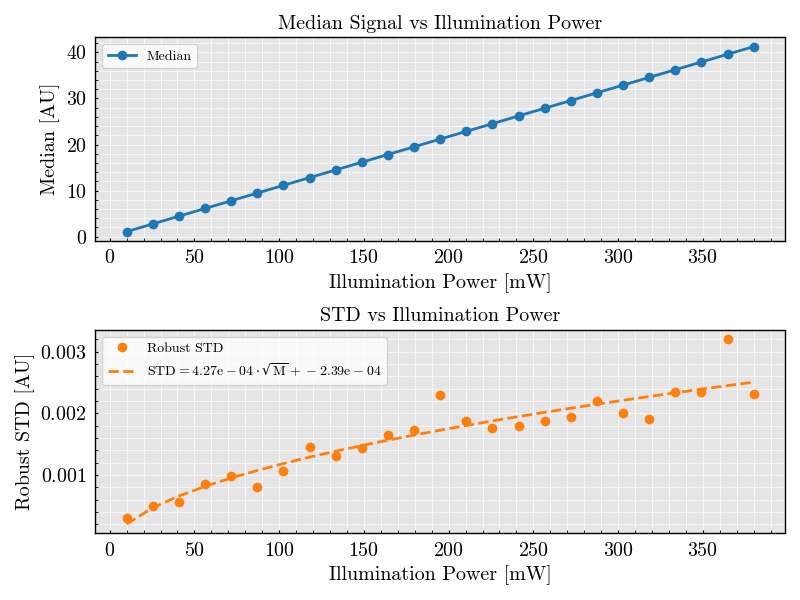 Median Signal vs Illumination Power
Median [AU]
40
30
20
10
0
Median
0 50 100 150 200 250 300 350
Illumination Power [mW]
STD vs Illumination Power
Robust STD [AU]
0.003
0.002
0.001
Robust STD
STD = 4.27e − 04 · √M + −2.39e − 04
0 50 100 150 200 250 300 350
Illumination Power [mW]